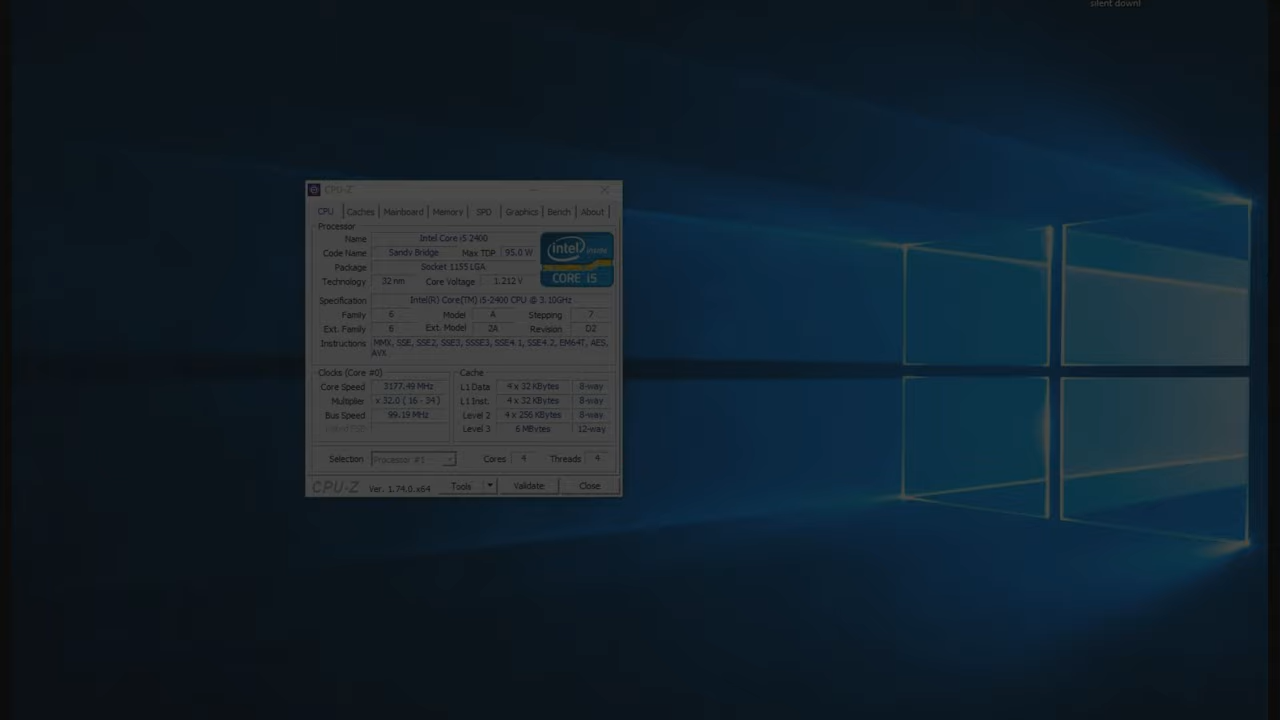 silent down!
CPU-Z
CPU Caches Mainboard Memory SPD Graphics Bench About
Processor
Name Intel Core i5 2400
Code Name Sandy Bridge Max TDP 95.0 W
Package Socket 1155 LGA
Technology 32 nm Core Voltage 1.212 V
intel inside
CORE i5
Specification Intel(R) Core(TM) i5-2400 CPU @ 3.10GHz
Family 6 Model A Stepping 7
Ext. Family 6 Ext. Model 2A Revision D2
Instructions MMX, SSE, SSE2, SSE3, SSSE3, SSE4.1, SSE4.2, EM64T, AES,
AVX
Clocks (Core #0) Cache
Core Speed 3177.49 MHz L1 Data 4 x 32 KBytes 8-way
Multiplier x 32.0 ( 16 - 34 ) L1 Inst. 4 x 32 KBytes 8-way
Bus Speed 99.19 MHz Level 2 4 x 256 KBytes 8-way
Rated FSB Level 3 6 MBytes 12-way
Selection Processor #1 Cores 4 Threads 4
CPU-Z Ver. 1.74.0.x64 Tools Validate Close